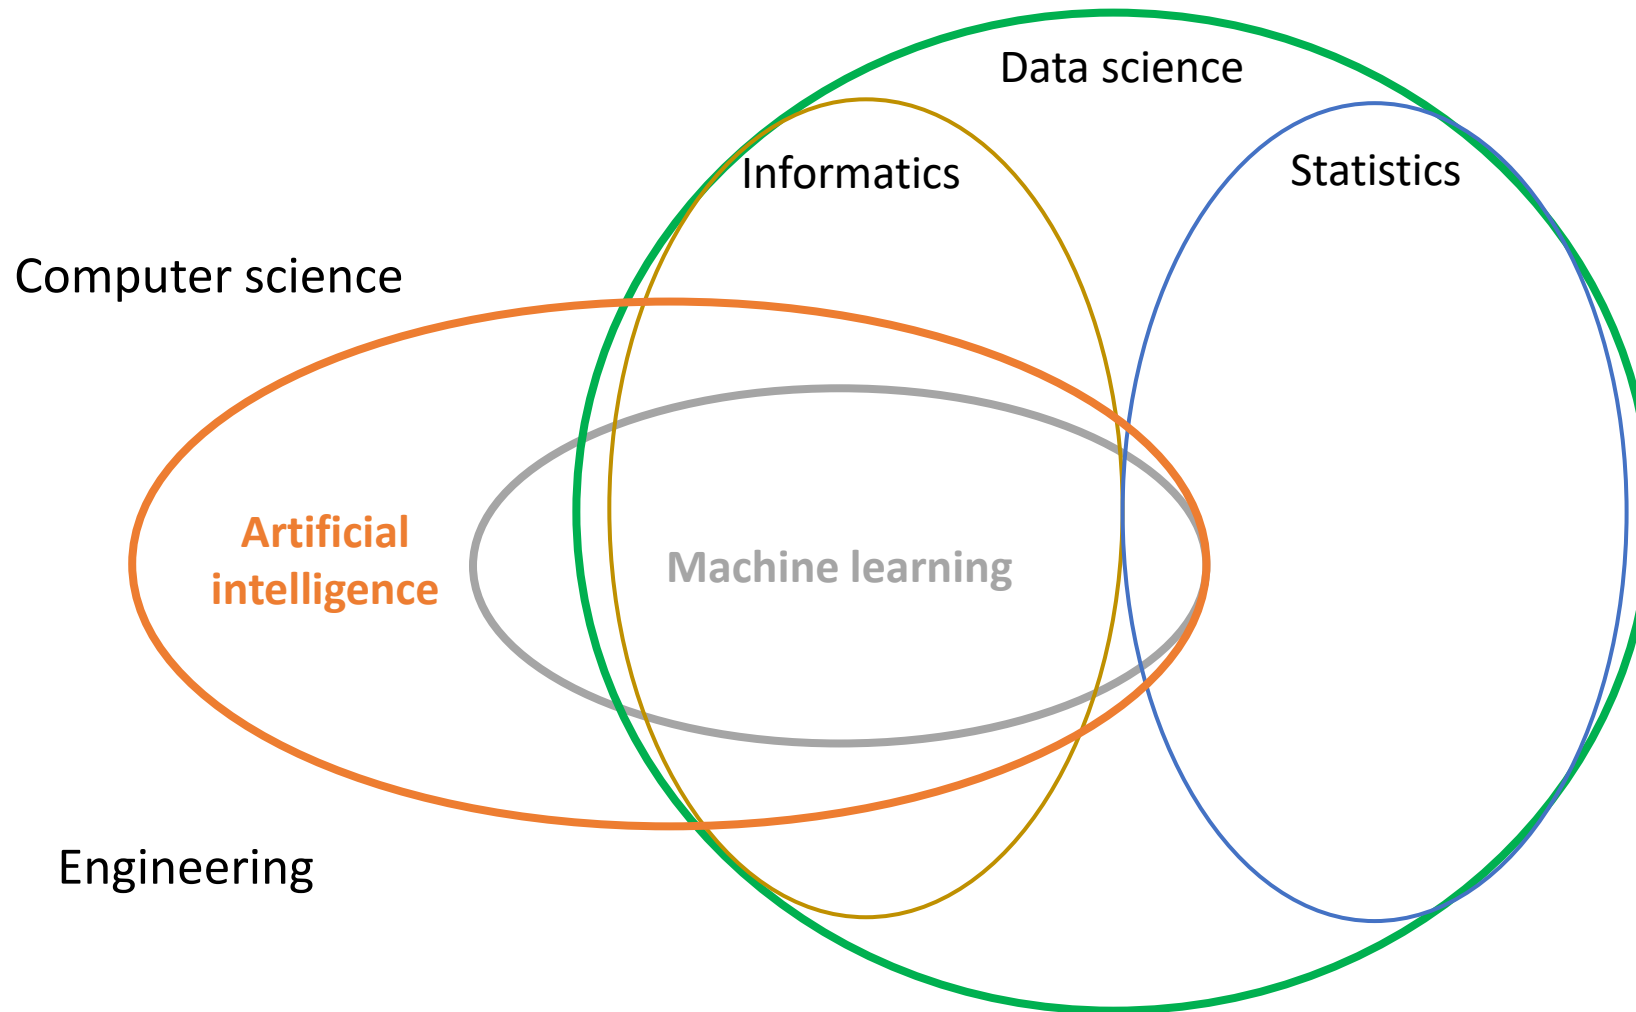 Data science
Informatics
Statistics
Computer science
Artificial
intelligence
Machine learning
Engineering